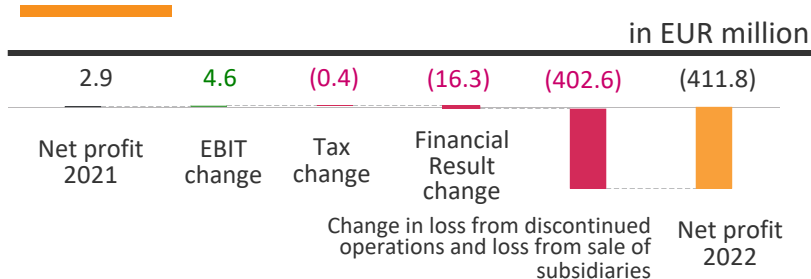 in EUR million
2.9 4.6 (0.4) (16.3) (402.6) (411.8)
Net profit
2021
EBIT
change
Tax
change
Financial
Result
change
Change in loss from discontinued
operations and loss from sale of
subsidiaries
Net profit
2022